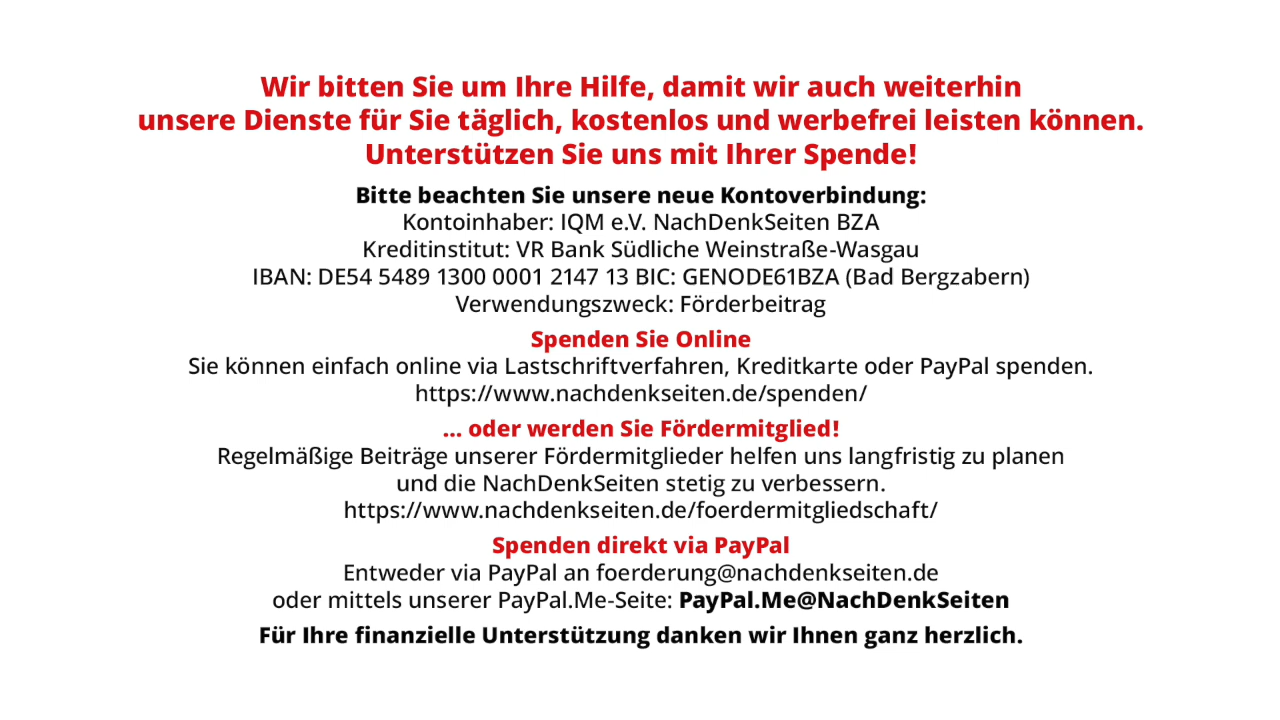 Wir bitten Sie um Ihre Hilfe, damit wir auch weiterhin
unsere Dienste für Sie täglich, kostenlos und werbefrei leisten können.
Unterstützen Sie uns mit Ihrer Spende!
Bitte beachten Sie unsere neue Kontoverbindung:
Kontoinhaber: IQM e.V. NachDenkSeiten BZA
Kreditinstitut: VR Bank Südliche Weinstraße-Wasgau
IBAN: DE54 5489 1300 0001 2147 13 BIC: GENODE61BZA (Bad Bergzabern)
Verwendungszweck: Förderbeitrag
Spenden Sie Online
Sie können einfach online via Lastschriftverfahren, Kreditkarte oder PayPal spenden.
https://www.nachdenkseiten.de/spenden/
... oder werden Sie Fördermitglied!
Regelmäßige Beiträge unserer Fördermitglieder helfen uns langfristig zu planen
und die NachDenkSeiten stetig zu verbessern.
https://www.nachdenkseiten.de/foerdermitgliedschaft/
Spenden direkt via PayPal
Entweder via PayPal an foerderung@nachdenkseiten.de
oder mittels unserer PayPal.Me-Seite: PayPal.Me@NachDenkSeiten
Für Ihre finanzielle Unterstützung danken wir Ihnen ganz herzlich.